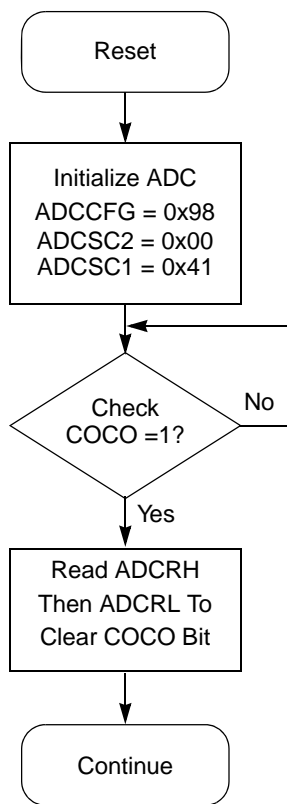 Reset
Initialize ADC
ADCCFG = 0x98
ADCSC2 = 0x00
ADCSC1 = 0x41
Check
COCO =1?
No
Yes
Read ADCRH
Then ADCRL To
Clear COCO Bit
Continue